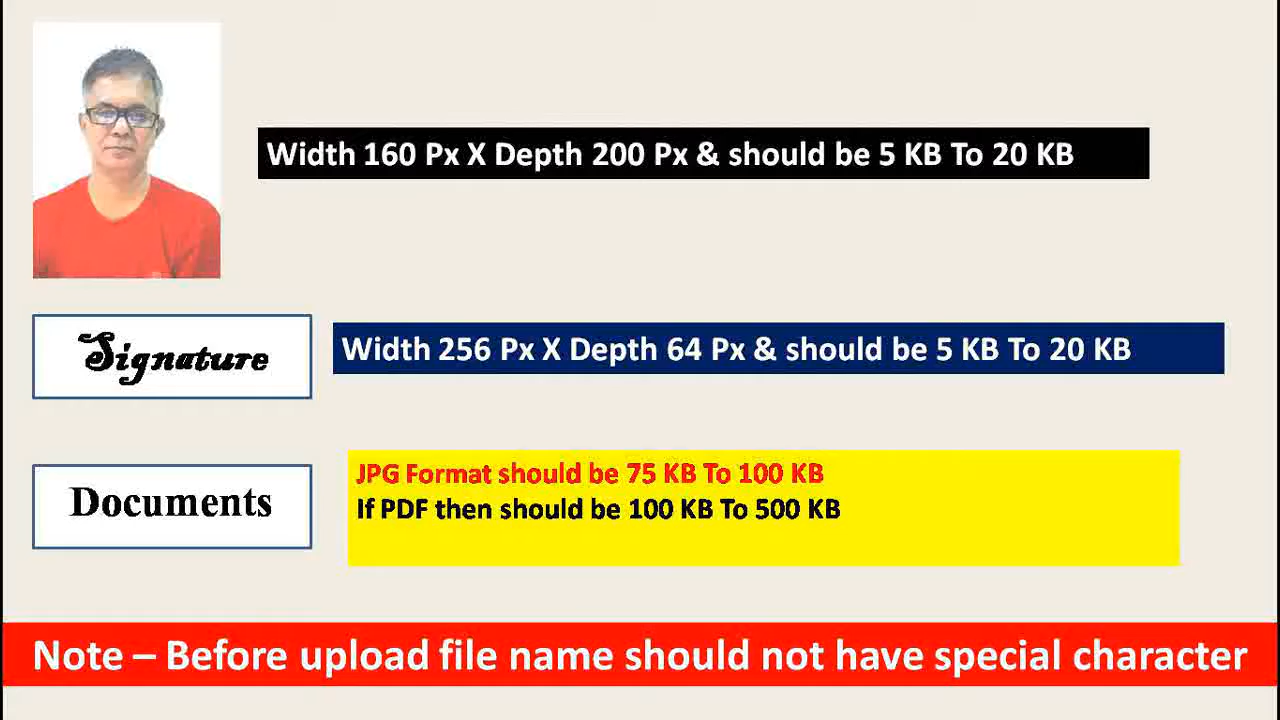 Width 160 Px X Depth 200 Px & should be 5 KB To 20 KB
Signature
Width 256 Px X Depth 64 Px & should be 5 KB To 20 KB
Documents
JPG Format should be 75 KB To 100 KB
If PDF then should be 100 KB To 500 KB
Note – Before upload file name should not have special character